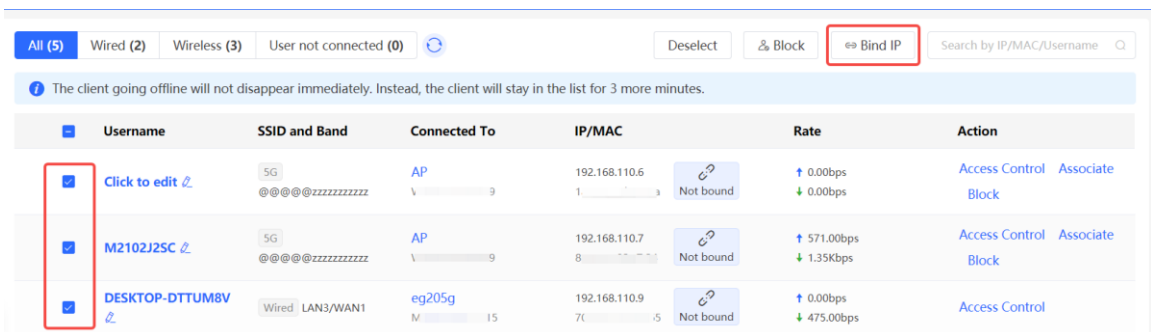 All (5) Wired (2) Wireless (3) User not connected (0) Deselect Block Bind IP Search by IP/MAC/Username
The client going offline will not disappear immediately. Instead, the client will stay in the list for 3 more minutes.
Username SSID and Band Connected To IP/MAC Rate Action
Click to edit 5G @@@@@zzzzzzzzzzz AP 192.168.110.6 Not bound 0.00bps 0.00bps Access Control Associate Block
M2102J2SC 5G @@@@@zzzzzzzzzzz AP 192.168.110.7 Not bound 571.00bps 1.35Kbps Access Control Associate Block
DESKTOP-DTTUM8V Wired LAN3/WAN1 eg205g 192.168.110.9 Not bound 0.00bps 475.00bps Access Control